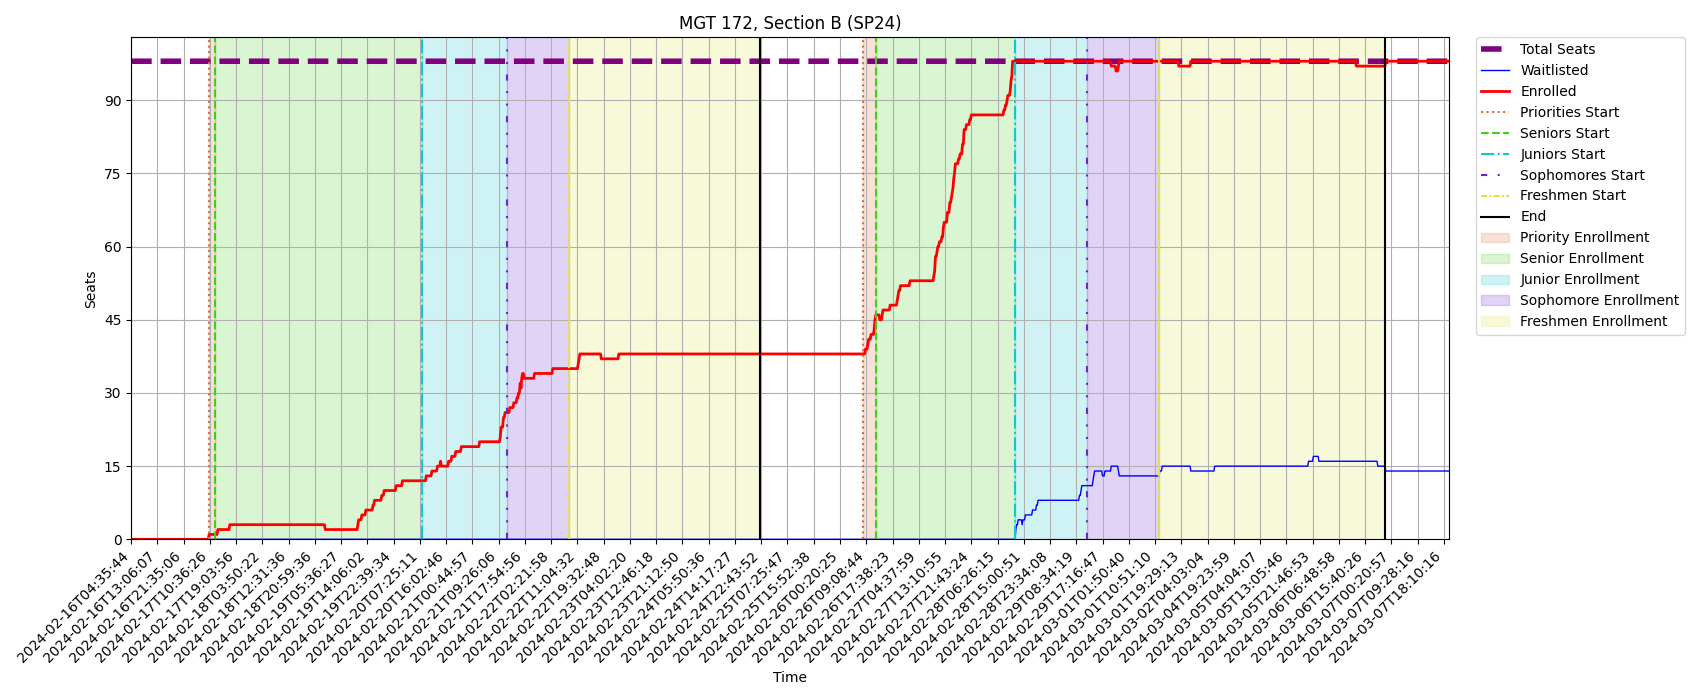 MGT 172, Section B (SP24)
Seats
90
75
60
45
30
15
0
2024-02-16T04:35:44
2024-02-16T13:06:07
2024-02-16T21:35:06
2024-02-17T10:36:26
2024-02-17T19:03:56
2024-02-18T03:50:22
2024-02-18T12:31:36
2024-02-18T20:59:36
2024-02-19T05:36:27
2024-02-19T14:06:02
2024-02-19T22:39:34
2024-02-20T07:25:11
2024-02-20T16:02:46
2024-02-21T00:44:57
2024-02-21T09:26:06
2024-02-21T17:54:56
2024-02-22T02:21:58
2024-02-22T11:04:32
2024-02-22T19:32:48
2024-02-23T04:02:20
2024-02-23T12:46:18
2024-02-23T21:12:50
2024-02-24T05:50:36
2024-02-24T14:17:27
2024-02-24T22:43:52
2024-02-25T07:25:47
2024-02-25T15:52:38
2024-02-26T00:20:25
2024-02-26T09:08:44
2024-02-26T17:38:23
2024-02-27T04:37:59
2024-02-27T13:10:55
2024-02-27T21:43:24
2024-02-28T06:26:15
2024-02-28T15:00:51
2024-02-28T23:34:08
2024-02-29T08:34:19
2024-02-29T17:16:47
2024-03-01T01:50:40
2024-03-01T10:51:10
2024-03-01T19:29:13
2024-03-02T04:03:04
2024-03-04T19:23:59
2024-03-05T04:04:07
2024-03-05T13:05:46
2024-03-05T21:46:53
2024-03-06T06:48:58
2024-03-06T15:40:26
2024-03-07T00:20:57
2024-03-07T09:28:16
2024-03-07T18:10:16
Time
Total Seats
Waitlisted
Enrolled
Priorities Start
Seniors Start
Juniors Start
Sophomores Start
Freshmen Start
End
Priority Enrollment
Senior Enrollment
Junior Enrollment
Sophomore Enrollment
Freshmen Enrollment